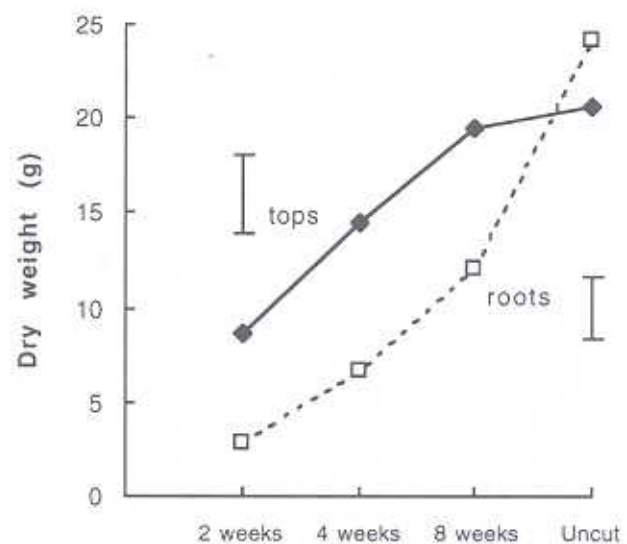 Dry weight (g)
25
20
15
10
5
0
tops
roots
2 weeks
4 weeks
8 weeks
Uncut